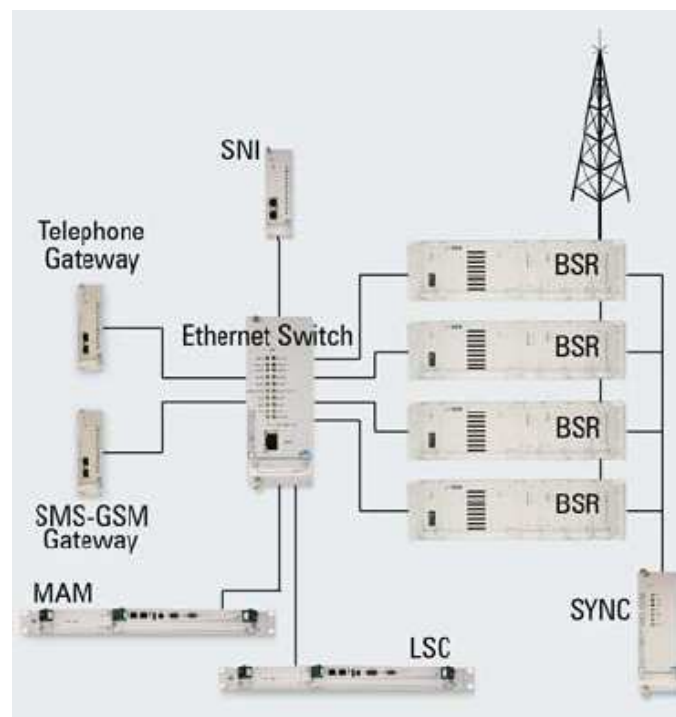 SNI
Telephone
Gateway
Ethernet Switch
BSR
BSR
BSR
BSR
SMS-GSM
Gateway
MAM
LSC
SYNC